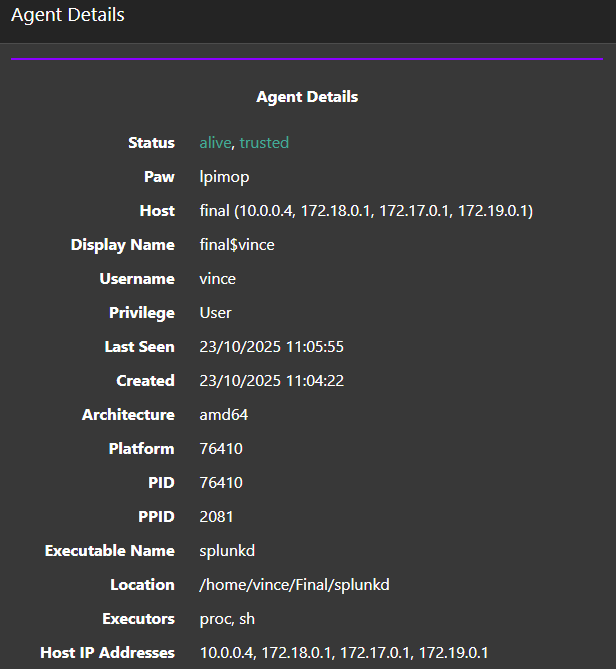 Agent Details
Agent Details
Status alive, trusted
Paw lpimop
Host final (10.0.0.4, 172.18.0.1, 172.17.0.1, 172.19.0.1)
Display Name final$vince
Username vince
Privilege User
Last Seen 23/10/2025 11:05:55
Created 23/10/2025 11:04:22
Architecture amd64
Platform 76410
PID 76410
PPID 2081
Executable Name splunkd
Location /home/vince/Final/splunkd
Executors proc, sh
Host IP Addresses 10.0.0.4, 172.18.0.1, 172.17.0.1, 172.19.0.1